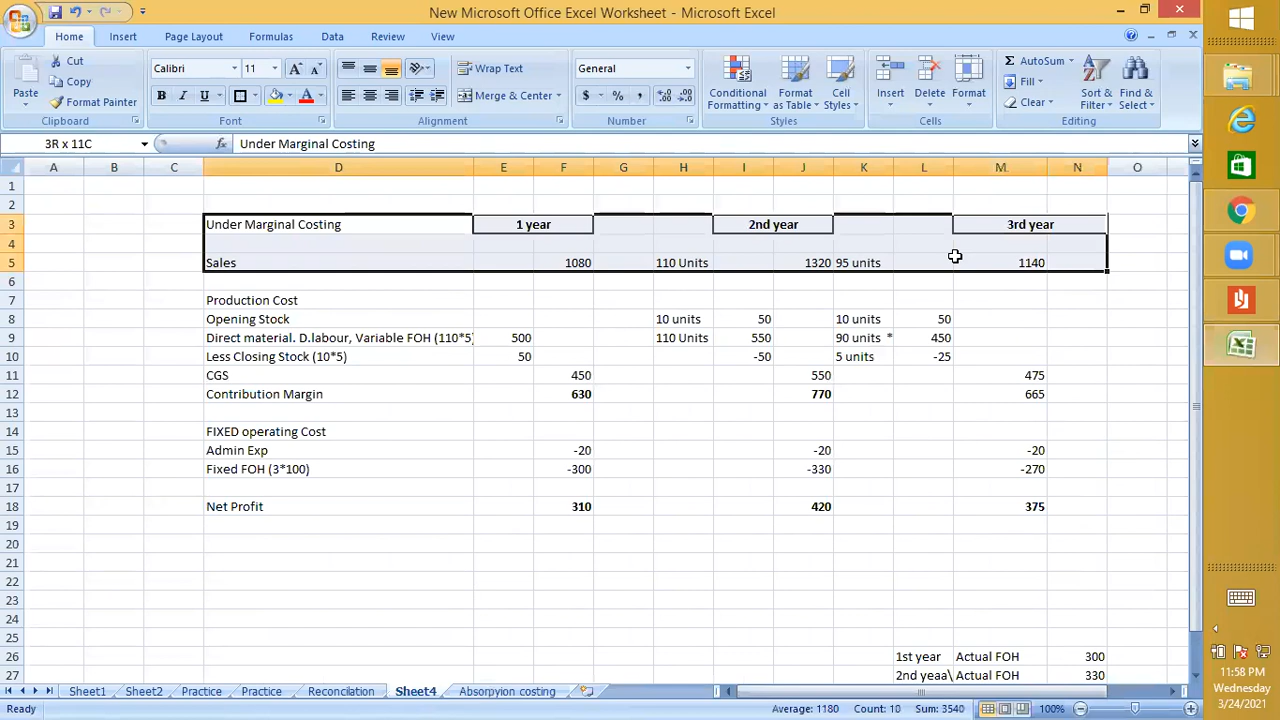 New Microsoft Office Excel Worksheet - Microsoft Excel
Home Insert Page Layout Formulas Data Review View
Paste Cut Copy Format Painter Clipboard
Calibri 11 A A B I U A Font
Wrap Text Merge & Center Alignment
General $ % , .0 .00 .00 .0 Number
Conditional Formatting Format as Table Cell Styles Styles
Insert Delete Format Cells
Σ AutoSum Fill Clear Sort & Filter Find & Select Editing
3R x 11C fx Under Marginal Costing
A B C D E F G H I J K L M N O
1
2
3 Under Marginal Costing 1 year 2nd year 3rd year
4
5 Sales 1080 110 Units 1320 95 units 1140
6
7 Production Cost
8 Opening Stock 10 units 50 10 units 50
9 Direct material. D.labour, Variable FOH (110*5) 500 110 Units 550 90 units * 450
10 Less Closing Stock (10*5) 50 -50 5 units -25
11 CGS 450 550 475
12 Contribution Margin 630 770 665
13
14 FIXED operating Cost
15 Admin Exp -20 -20 -20
16 Fixed FOH (3*100) -300 -330 -270
17
18 Net Profit 310 420 375
19
20
21
22
23
24
25
26 1st year Actual FOH 300
27 2nd yeaa\ Actual FOH 330
Sheet1 Sheet2 Practice Practice Reconcilation Sheet4 Absorpyion costing
Ready Average: 1180 Count: 10 Sum: 3540 100%
11:58 PM
Wednesday
3/24/2021